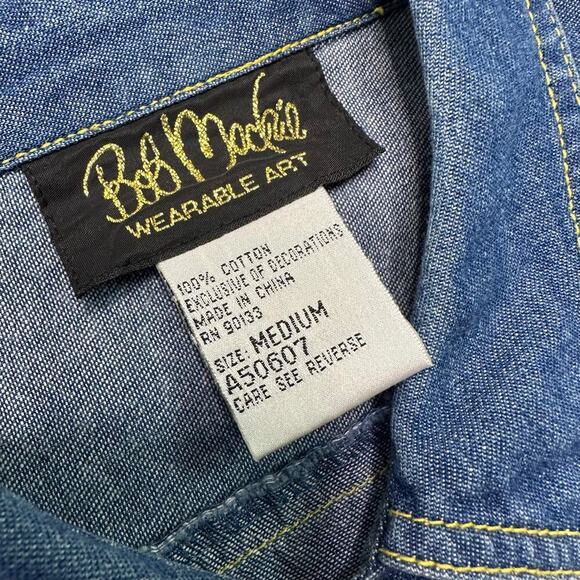 Bob Mackie
WEARABLE ART
100% COTTON
EXCLUSIVE OF DECORATIONS
MADE IN CHINA
RN 90133
SIZE: MEDIUM
A50607
CARE SEE REVERSE